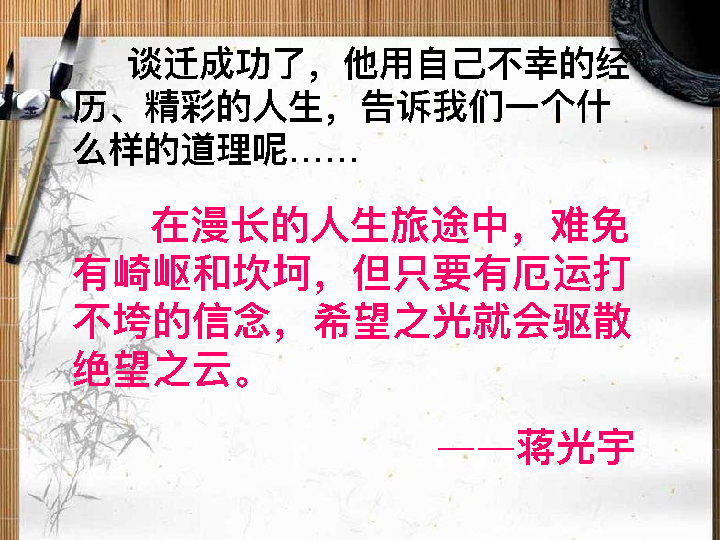 谈迁成功了，他用自己不幸的经
历、精彩的人生，告诉我们一个什
么样的道理呢……
在漫长的人生旅途中，难免
有崎岖和坎坷，但只要有厄运打
不垮的信念，希望之光就会驱散
绝望之云。
——蒋光宇